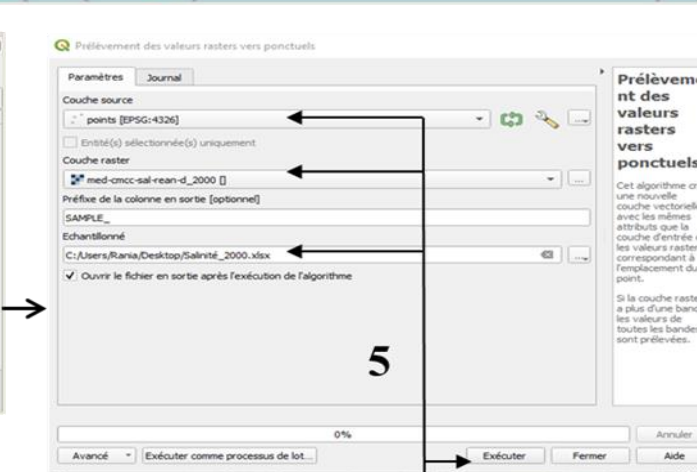 Prélèvement des valeurs rasters vers ponctuels
Paramètres Journal
Couche source
points [EPSG:4326]
Entité(s) sélectionnée(s) uniquement
Couche raster
med-cmcc-sal-rean-d_2000 []
Préfixe de la colonne en sortie [optionnel]
SAMPLE_
Echantillonné
C:/Users/Rania/Desktop/Salinité_2000.xlsx
Ouvrir le fichier en sortie après l'exécution de l'algorithme
5
0%
Avancé
Exécuter comme processus de lot...
Exécuter
Fermer
Annuler
Aide
Prélèveme
nt des
valeurs
rasters
vers
ponctuels
Cet algorithme cr
une nouvelle
couche vectorielle
avec les mêmes
attributs que la
couche d'entrée
les valeurs raster
correspondant à
l'emplacement du
point.
Si la couche raste
a plus d'une band
les valeurs de
toutes les bandes
sont prélevées.